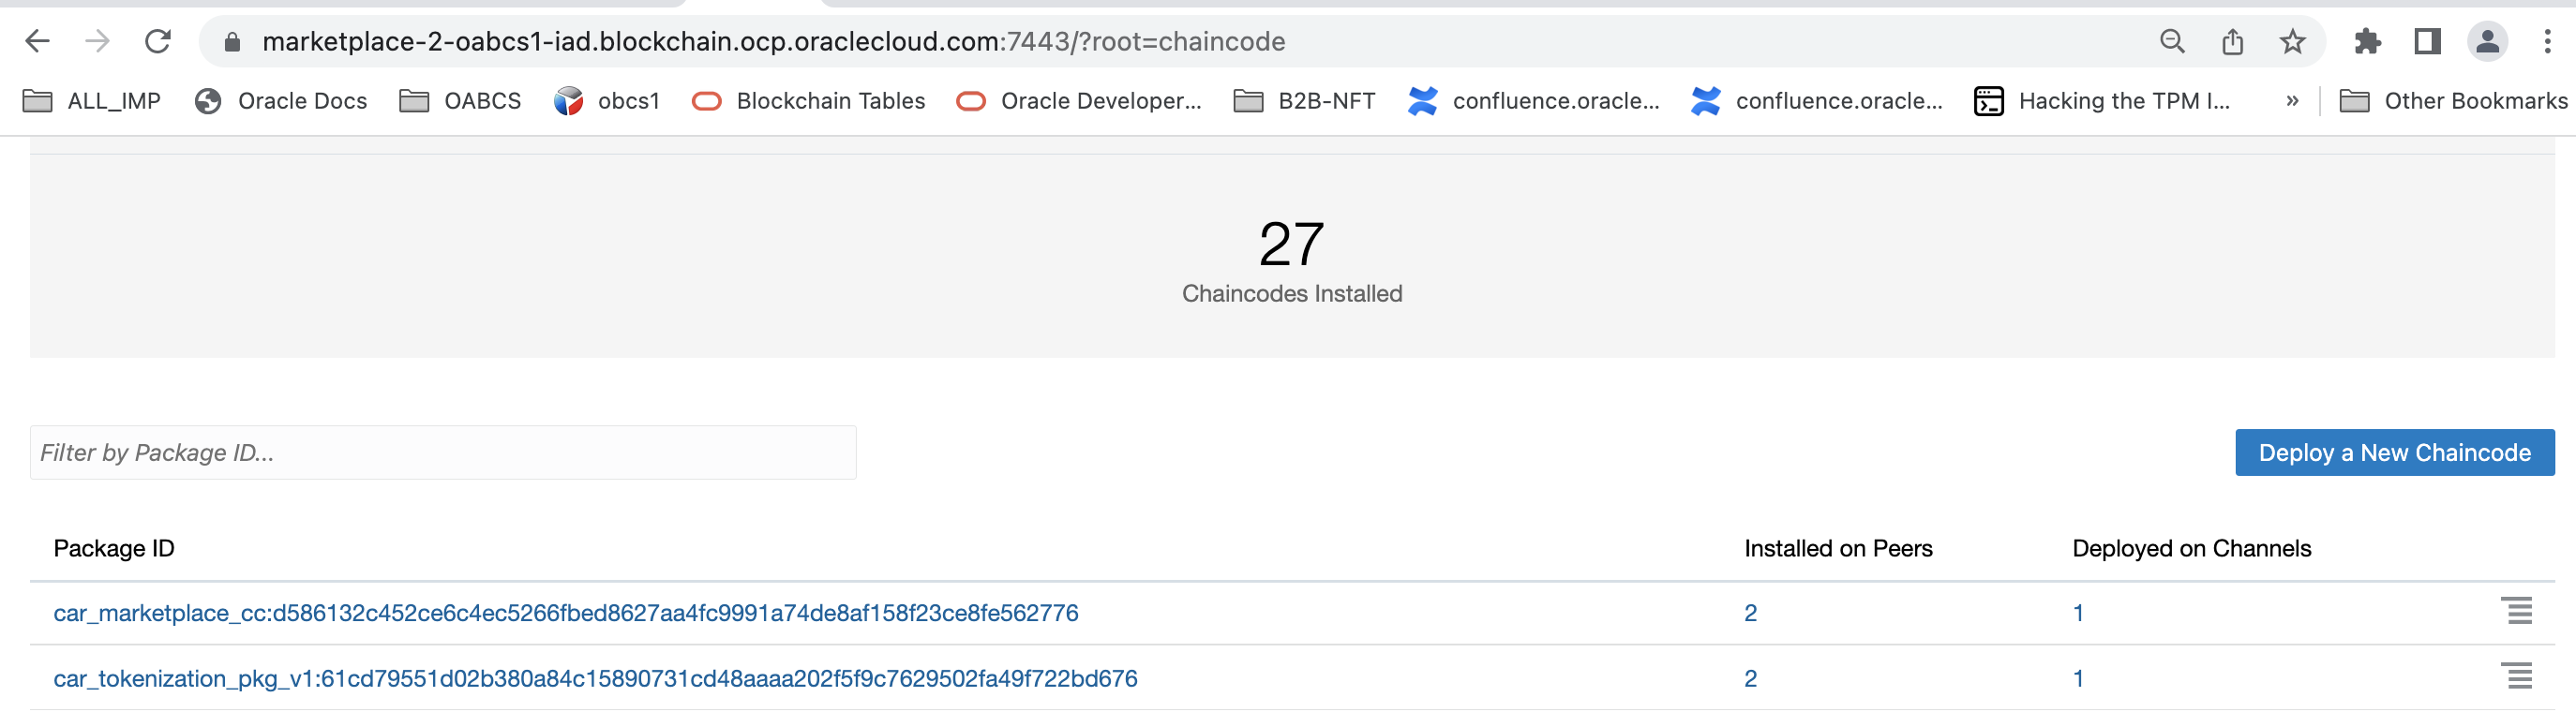 marketplace-2-oabcs1-iad.blockchain.ocp.oraclecloud.com:7443/?root=chaincode
ALL_IMP Oracle Docs OABCS obcs1 Blockchain Tables Oracle Developer... B2B-NFT confluence.oracle... confluence.oracle... Hacking the TPM I... » Other Bookmarks
27
Chaincodes Installed
Filter by Package ID... Deploy a New Chaincode
Package ID Installed on Peers Deployed on Channels
car_marketplace_cc:d586132c452ce6c4ec5266fbed8627aa4fc9991a74de8af158f23ce8fe562776 2 1
car_tokenization_pkg_v1:61cd79551d02b380a84c15890731cd48aaaa202f5f9c7629502fa49f722bd676 2 1